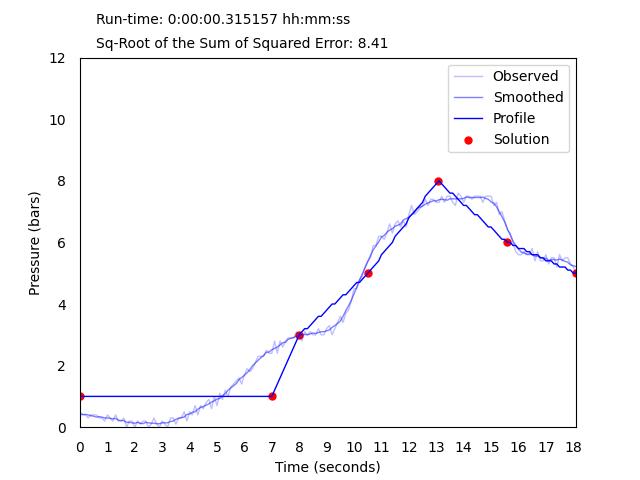 Run-time: 0:00:00.315157 hh:mm:ss
Sq-Root of the Sum of Squared Error: 8.41
Observed
Smoothed
Profile
Solution
Pressure (bars)
12
10
8
6
4
2
0
0 1 2 3 4 5 6 7 8 9 10 11 12 13 14 15 16 17 18
Time (seconds)